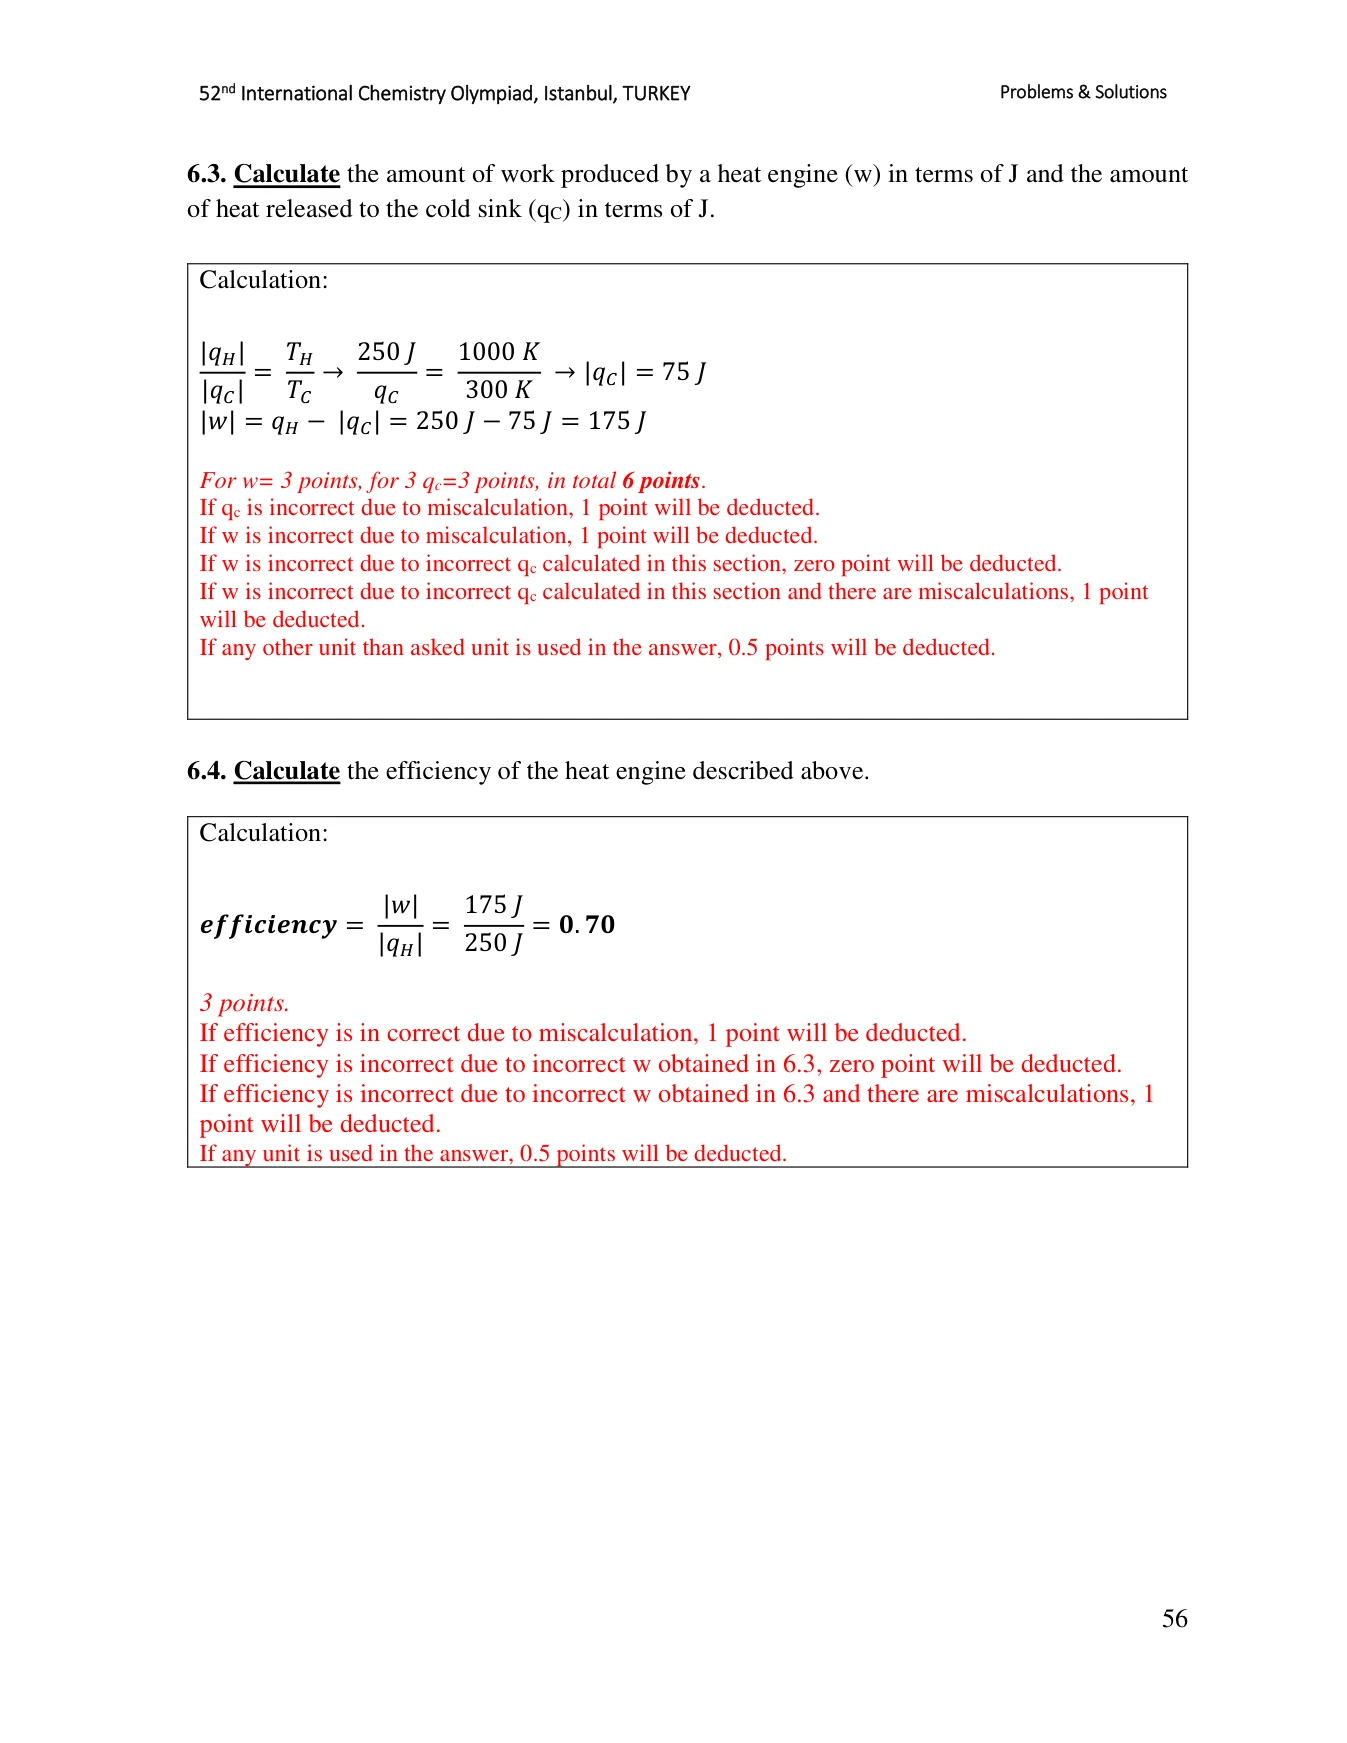 52nd International Chemistry Olympiad, Istanbul, TURKEY Problems & Solutions
6.3. Calculate the amount of work produced by a heat engine (w) in terms of J and the amount
of heat released to the cold sink (qC) in terms of J.
Calculation:
|qH| / |qC| = TH / TC → 250 J / qC = 1000 K / 300 K → |qC| = 75 J
|w| = qH − |qC| = 250 J − 75 J = 175 J
For w= 3 points, for 3 qc=3 points, in total 6 points.
If qc is incorrect due to miscalculation, 1 point will be deducted.
If w is incorrect due to miscalculation, 1 point will be deducted.
If w is incorrect due to incorrect qc calculated in this section, zero point will be deducted.
If w is incorrect due to incorrect qc calculated in this section and there are miscalculations, 1 point
will be deducted.
If any other unit than asked unit is used in the answer, 0.5 points will be deducted.
6.4. Calculate the efficiency of the heat engine described above.
Calculation:
efficiency = |w| / |qH| = 175 J / 250 J = 0.70
3 points.
If efficiency is in correct due to miscalculation, 1 point will be deducted.
If efficiency is incorrect due to incorrect w obtained in 6.3, zero point will be deducted.
If efficiency is incorrect due to incorrect w obtained in 6.3 and there are miscalculations, 1
point will be deducted.
If any unit is used in the answer, 0.5 points will be deducted.
56